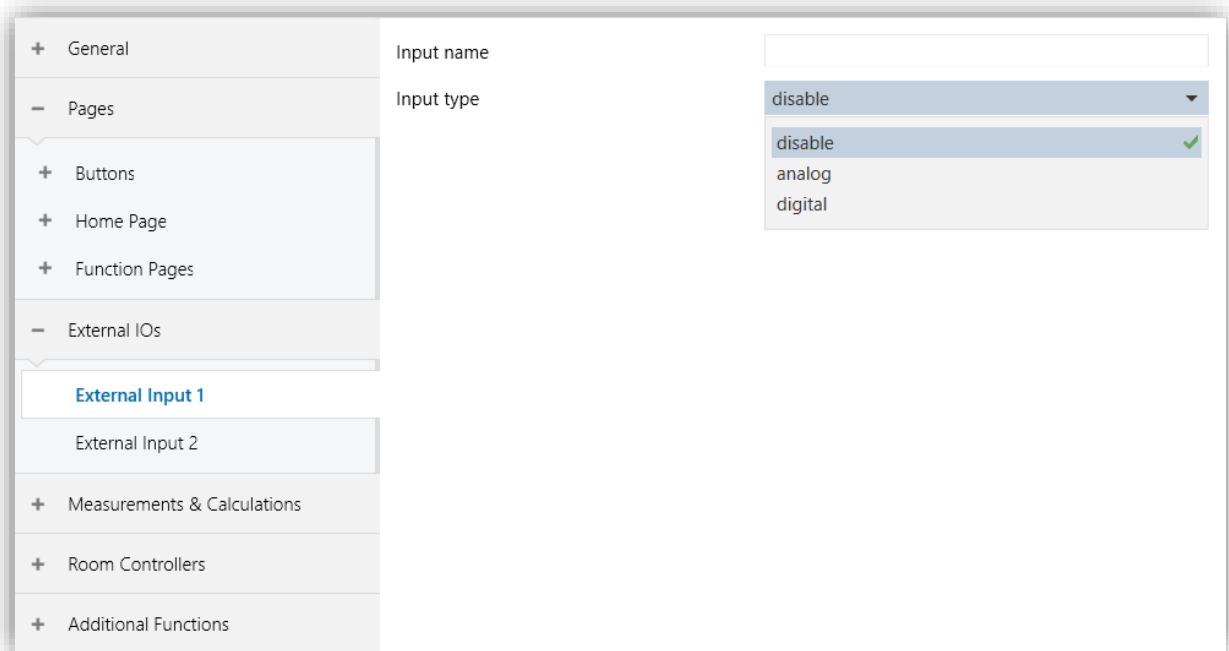 General
Pages
Buttons
Home Page
Function Pages
External IOs
External Input 1
External Input 2
Measurements & Calculations
Room Controllers
Additional Functions
Input name
Input type
disable
disable
analog
digital